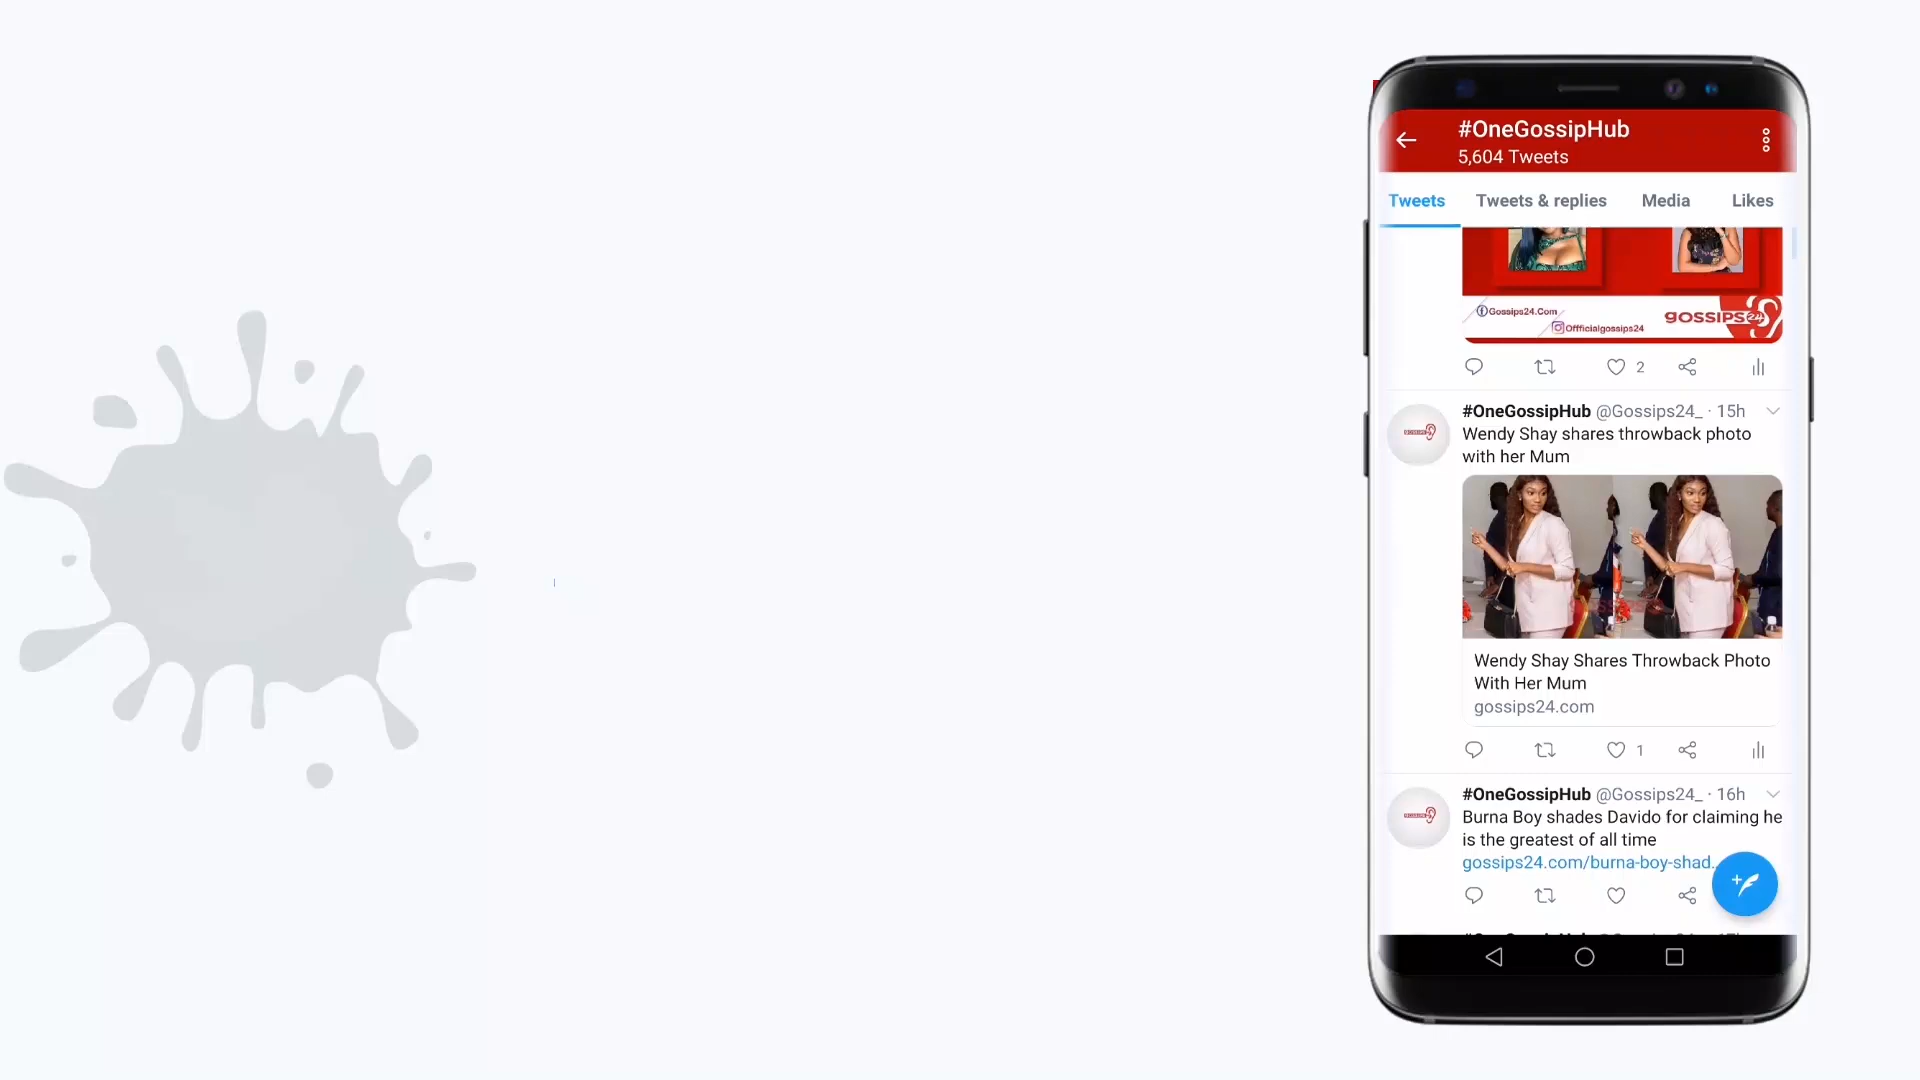 #OneGossipHub
5,604 Tweets
Tweets Tweets & replies Media Likes
Gossips24.Com
Offficialgossips24
gossips24
2
#OneGossipHub @Gossips24_ · 15h
Wendy Shay shares throwback photo
with her Mum
Wendy Shay Shares Throwback Photo
With Her Mum
gossips24.com
1
#OneGossipHub @Gossips24_ · 16h
Burna Boy shades Davido for claiming he
is the greatest of all time
gossips24.com/burna-boy-shad..